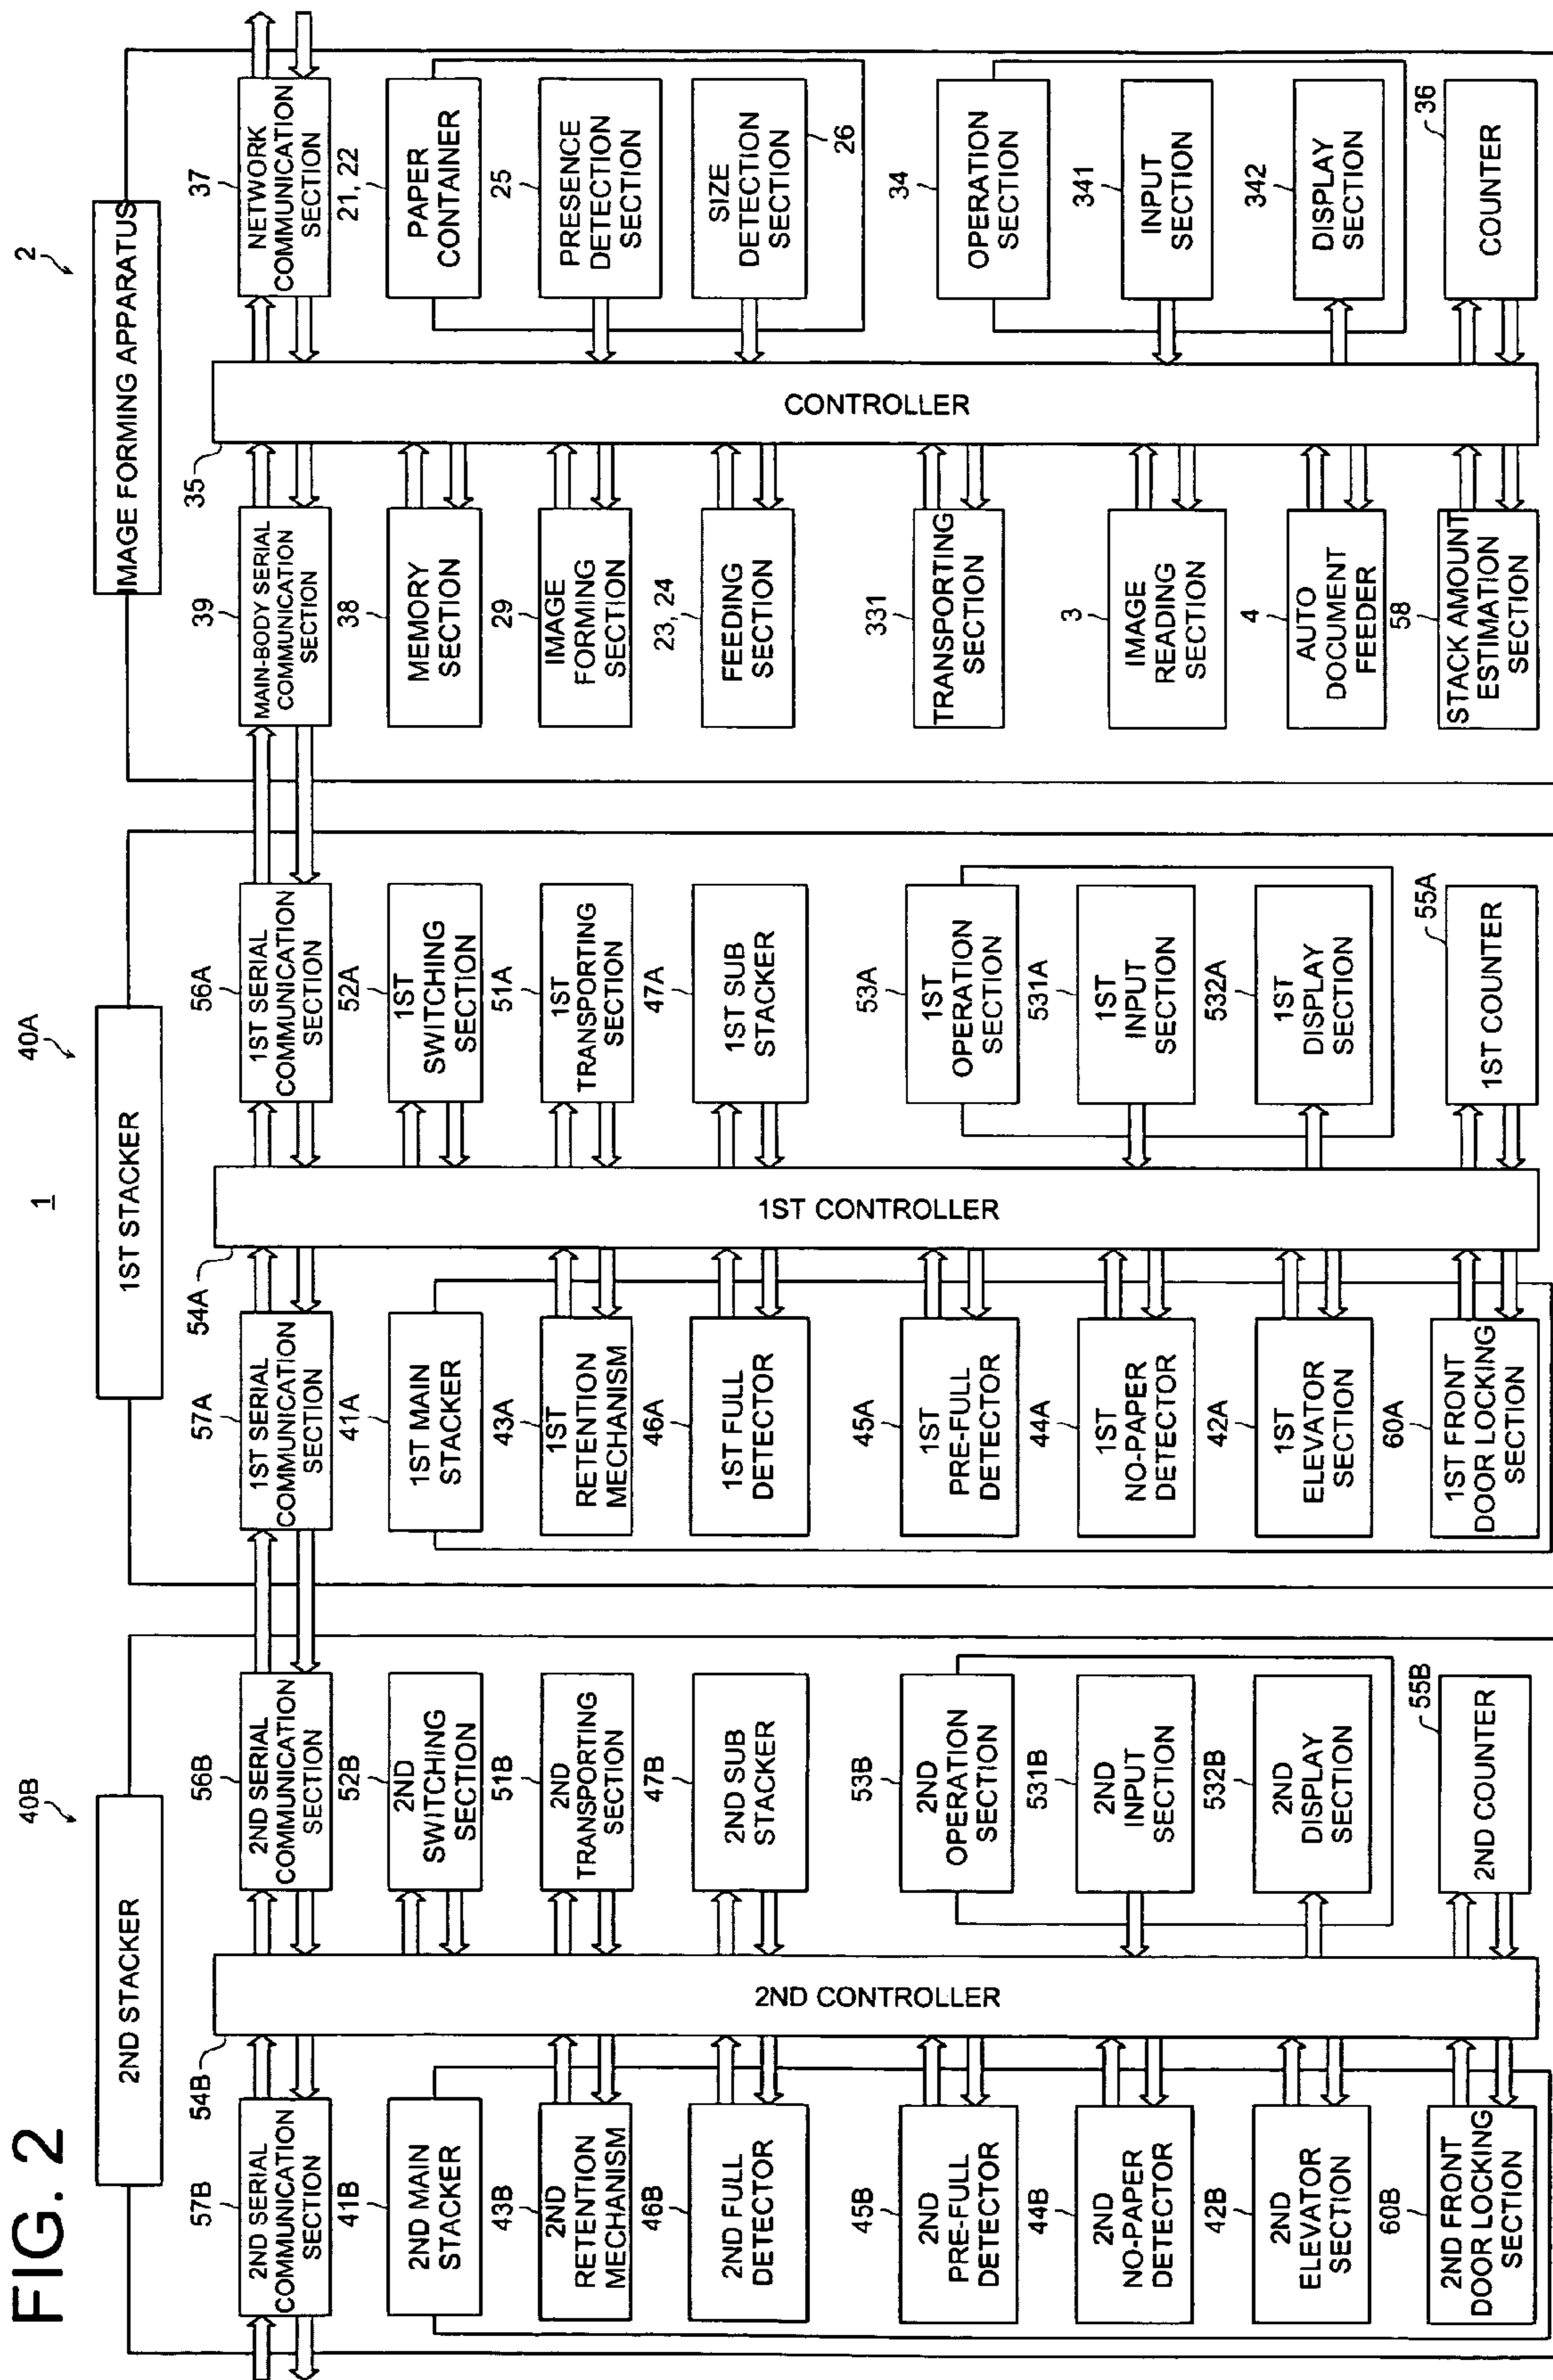 FIG. 2
1
40B
2ND STACKER
57B
2ND SERIAL
COMMUNICATION
SECTION
41B
2ND MAIN
STACKER
43B
2ND
RETENTION
MECHANISM
46B
2ND FULL
DETECTOR
45B
2ND
PRE-FULL
DETECTOR
44B
2ND
NO-PAPER
DETECTOR
42B
2ND
ELEVATOR
SECTION
60B
2ND FRONT
DOOR LOCKING
SECTION
54B
2ND CONTROLLER
56B
2ND SERIAL
COMMUNICATION
SECTION
52B
2ND
SWITCHING
SECTION
51B
2ND
TRANSPORTING
SECTION
47B
2ND SUB
STACKER
53B
2ND
OPERATION
SECTION
531B
2ND
INPUT
SECTION
532B
2ND
DISPLAY
SECTION
55B
2ND COUNTER
40A
1ST STACKER
57A
1ST SERIAL
COMMUNICATION
SECTION
41A
1ST MAIN
STACKER
43A
1ST
RETENTION
MECHANISM
46A
1ST FULL
DETECTOR
45A
1ST
PRE-FULL
DETECTOR
44A
1ST
NO-PAPER
DETECTOR
42A
1ST
ELEVATOR
SECTION
60A
1ST FRONT
DOOR LOCKING
SECTION
54A
1ST CONTROLLER
56A
1ST SERIAL
COMMUNICATION
SECTION
52A
1ST
SWITCHING
SECTION
51A
1ST
TRANSPORTING
SECTION
47A
1ST SUB
STACKER
53A
1ST
OPERATION
SECTION
531A
1ST
INPUT
SECTION
532A
1ST
DISPLAY
SECTION
55A
1ST COUNTER
2
IMAGE FORMING APPARATUS
39
MAIN-BODY SERIAL
COMMUNICATION
SECTION
38
MEMORY
SECTION
29
IMAGE
FORMING
SECTION
23, 24
FEEDING
SECTION
331
TRANSPORTING
SECTION
3
IMAGE
READING
SECTION
4
AUTO
DOCUMENT
FEEDER
58
STACK AMOUNT
ESTIMATION
SECTION
35
CONTROLLER
37
NETWORK
COMMUNICATION
SECTION
21, 22
PAPER
CONTAINER
25
PRESENCE
DETECTION
SECTION
SIZE
DETECTION
SECTION
26
34
OPERATION
SECTION
341
INPUT
SECTION
342
DISPLAY
SECTION
36
COUNTER